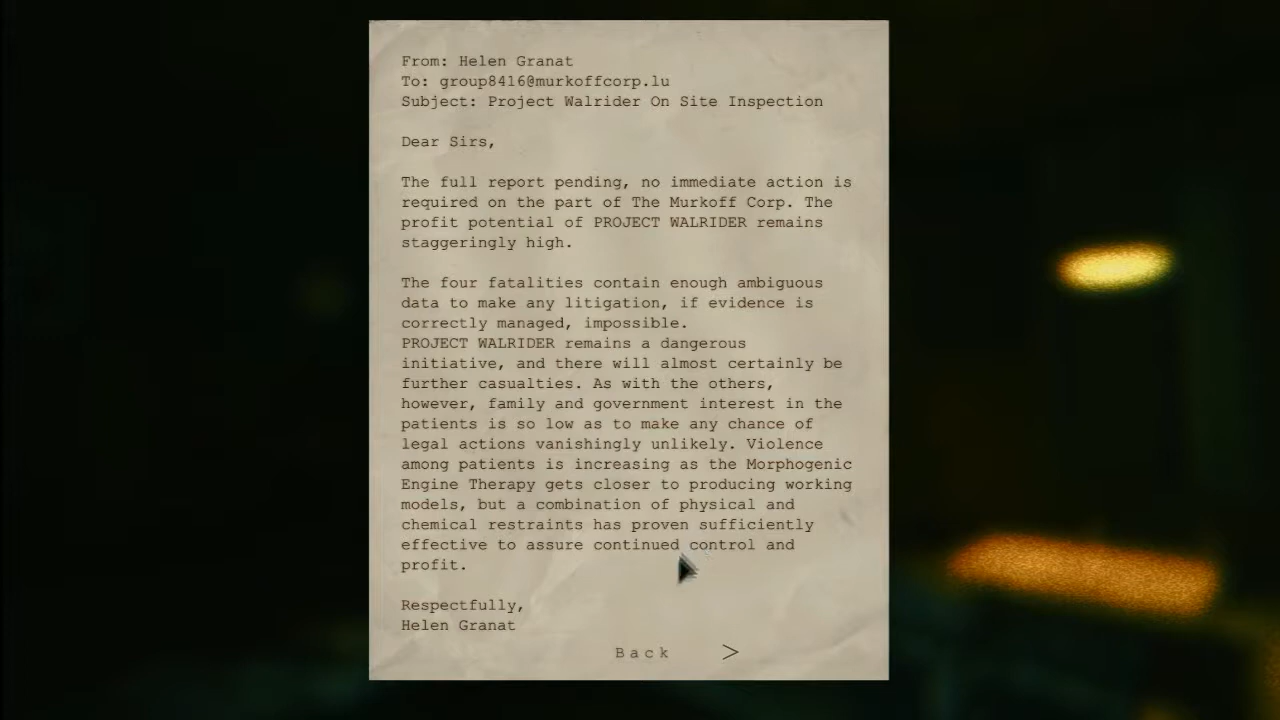 From: Helen Granat
To: group8416@murkoffcorp.lu
Subject: Project Walrider On Site Inspection
Dear Sirs,
The full report pending, no immediate action is
required on the part of The Murkoff Corp. The
profit potential of PROJECT WALRIDER remains
staggeringly high.
The four fatalities contain enough ambiguous
data to make any litigation, if evidence is
correctly managed, impossible.
PROJECT WALRIDER remains a dangerous
initiative, and there will almost certainly be
further casualties. As with the others,
however, family and government interest in the
patients is so low as to make any chance of
legal actions vanishingly unlikely. Violence
among patients is increasing as the Morphogenic
Engine Therapy gets closer to producing working
models, but a combination of physical and
chemical restraints has proven sufficiently
effective to assure continued control and
profit.
Respectfully,
Helen Granat
Back >